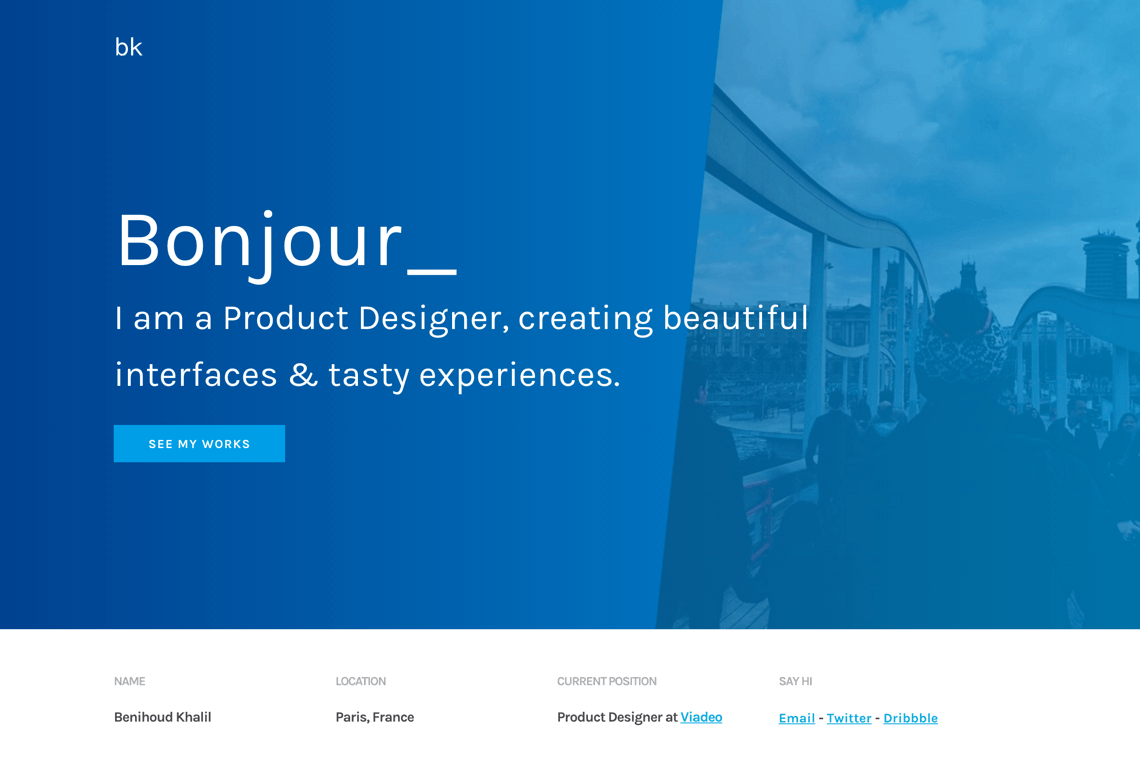 bk
Bonjour_
I am a Product Designer, creating beautiful
interfaces & tasty experiences.
SEE MY WORKS
NAME
Benihoud Khalil
LOCATION
Paris, France
CURRENT POSITION
Product Designer at Viadeo
SAY HI
Email - Twitter - Dribbble